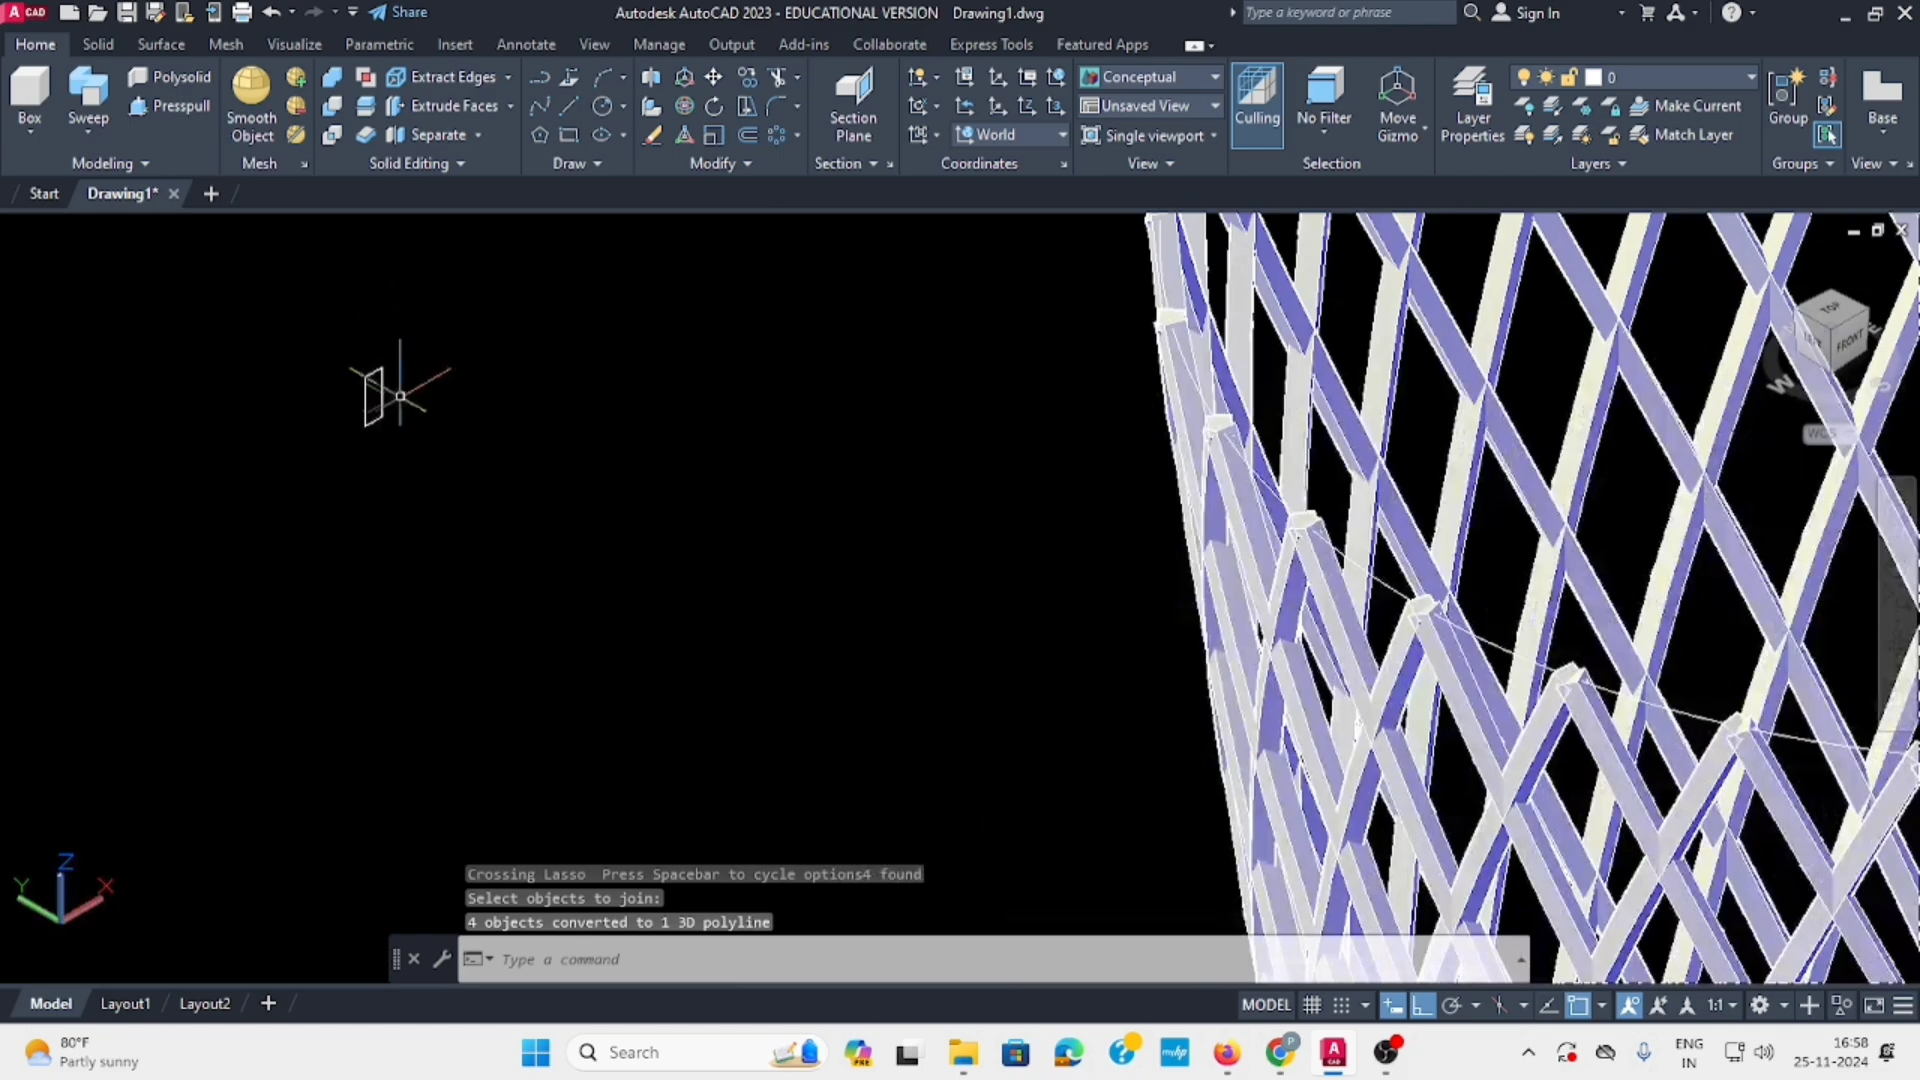 A CAD
Share
Autodesk AutoCAD 2023 - EDUCATIONAL VERSION Drawing1.dwg
Type a keyword or phrase
Sign In
Home Solid Surface Mesh Visualize Parametric Insert Annotate View Manage Output Add-ins Collaborate Express Tools Featured Apps
Box
Sweep
Polysolid
Presspull
Modeling
Smooth
Object
Mesh
Extract Edges
Extrude Faces
Separate
Solid Editing
Draw
Modify
Section
Plane
Section
World
Coordinates
Conceptual
Unsaved View
Single viewport
View
Culling
No Filter
Move
Gizmo
Selection
Layer
Properties
0
Make Current
Match Layer
Layers
Group
Groups
Base
View
Start
Drawing1*
TOP
LEFT
FRONT
W
S
WCS
Z
Y
X
Crossing Lasso Press Spacebar to cycle options4 found
Select objects to join:
4 objects converted to 1 3D polyline
Type a command
Model Layout1 Layout2
MODEL
1:1
80°F
Partly sunny
Search
ENG
IN
16:58
25-11-2024